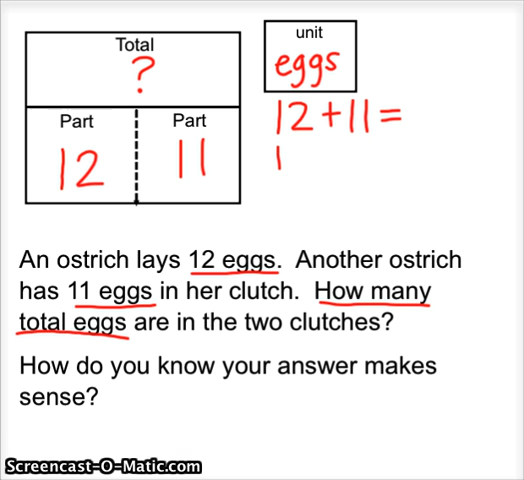 Total
?
Part
Part
12
11
unit
eggs
12+11=
1
An ostrich lays 12 eggs.  Another ostrich
has 11 eggs in her clutch.  How many
total eggs are in the two clutches?
How do you know your answer makes
sense?
Screencast-O-Matic.com